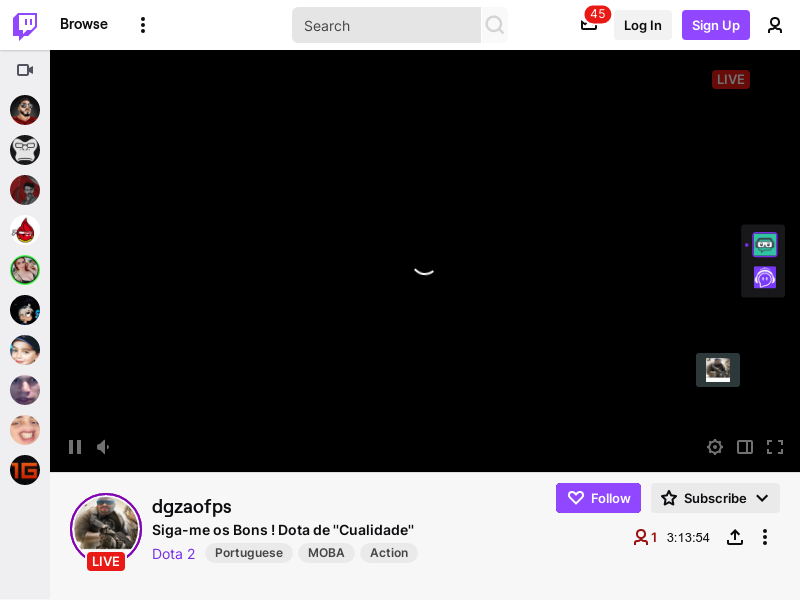 Browse
Search
45
Log In
Sign Up
LIVE
1G
dgzaofps
Siga-me os Bons ! Dota de "Cualidade"
Dota 2
Portuguese
MOBA
Action
LIVE
Follow
Subscribe
1
3:13:54